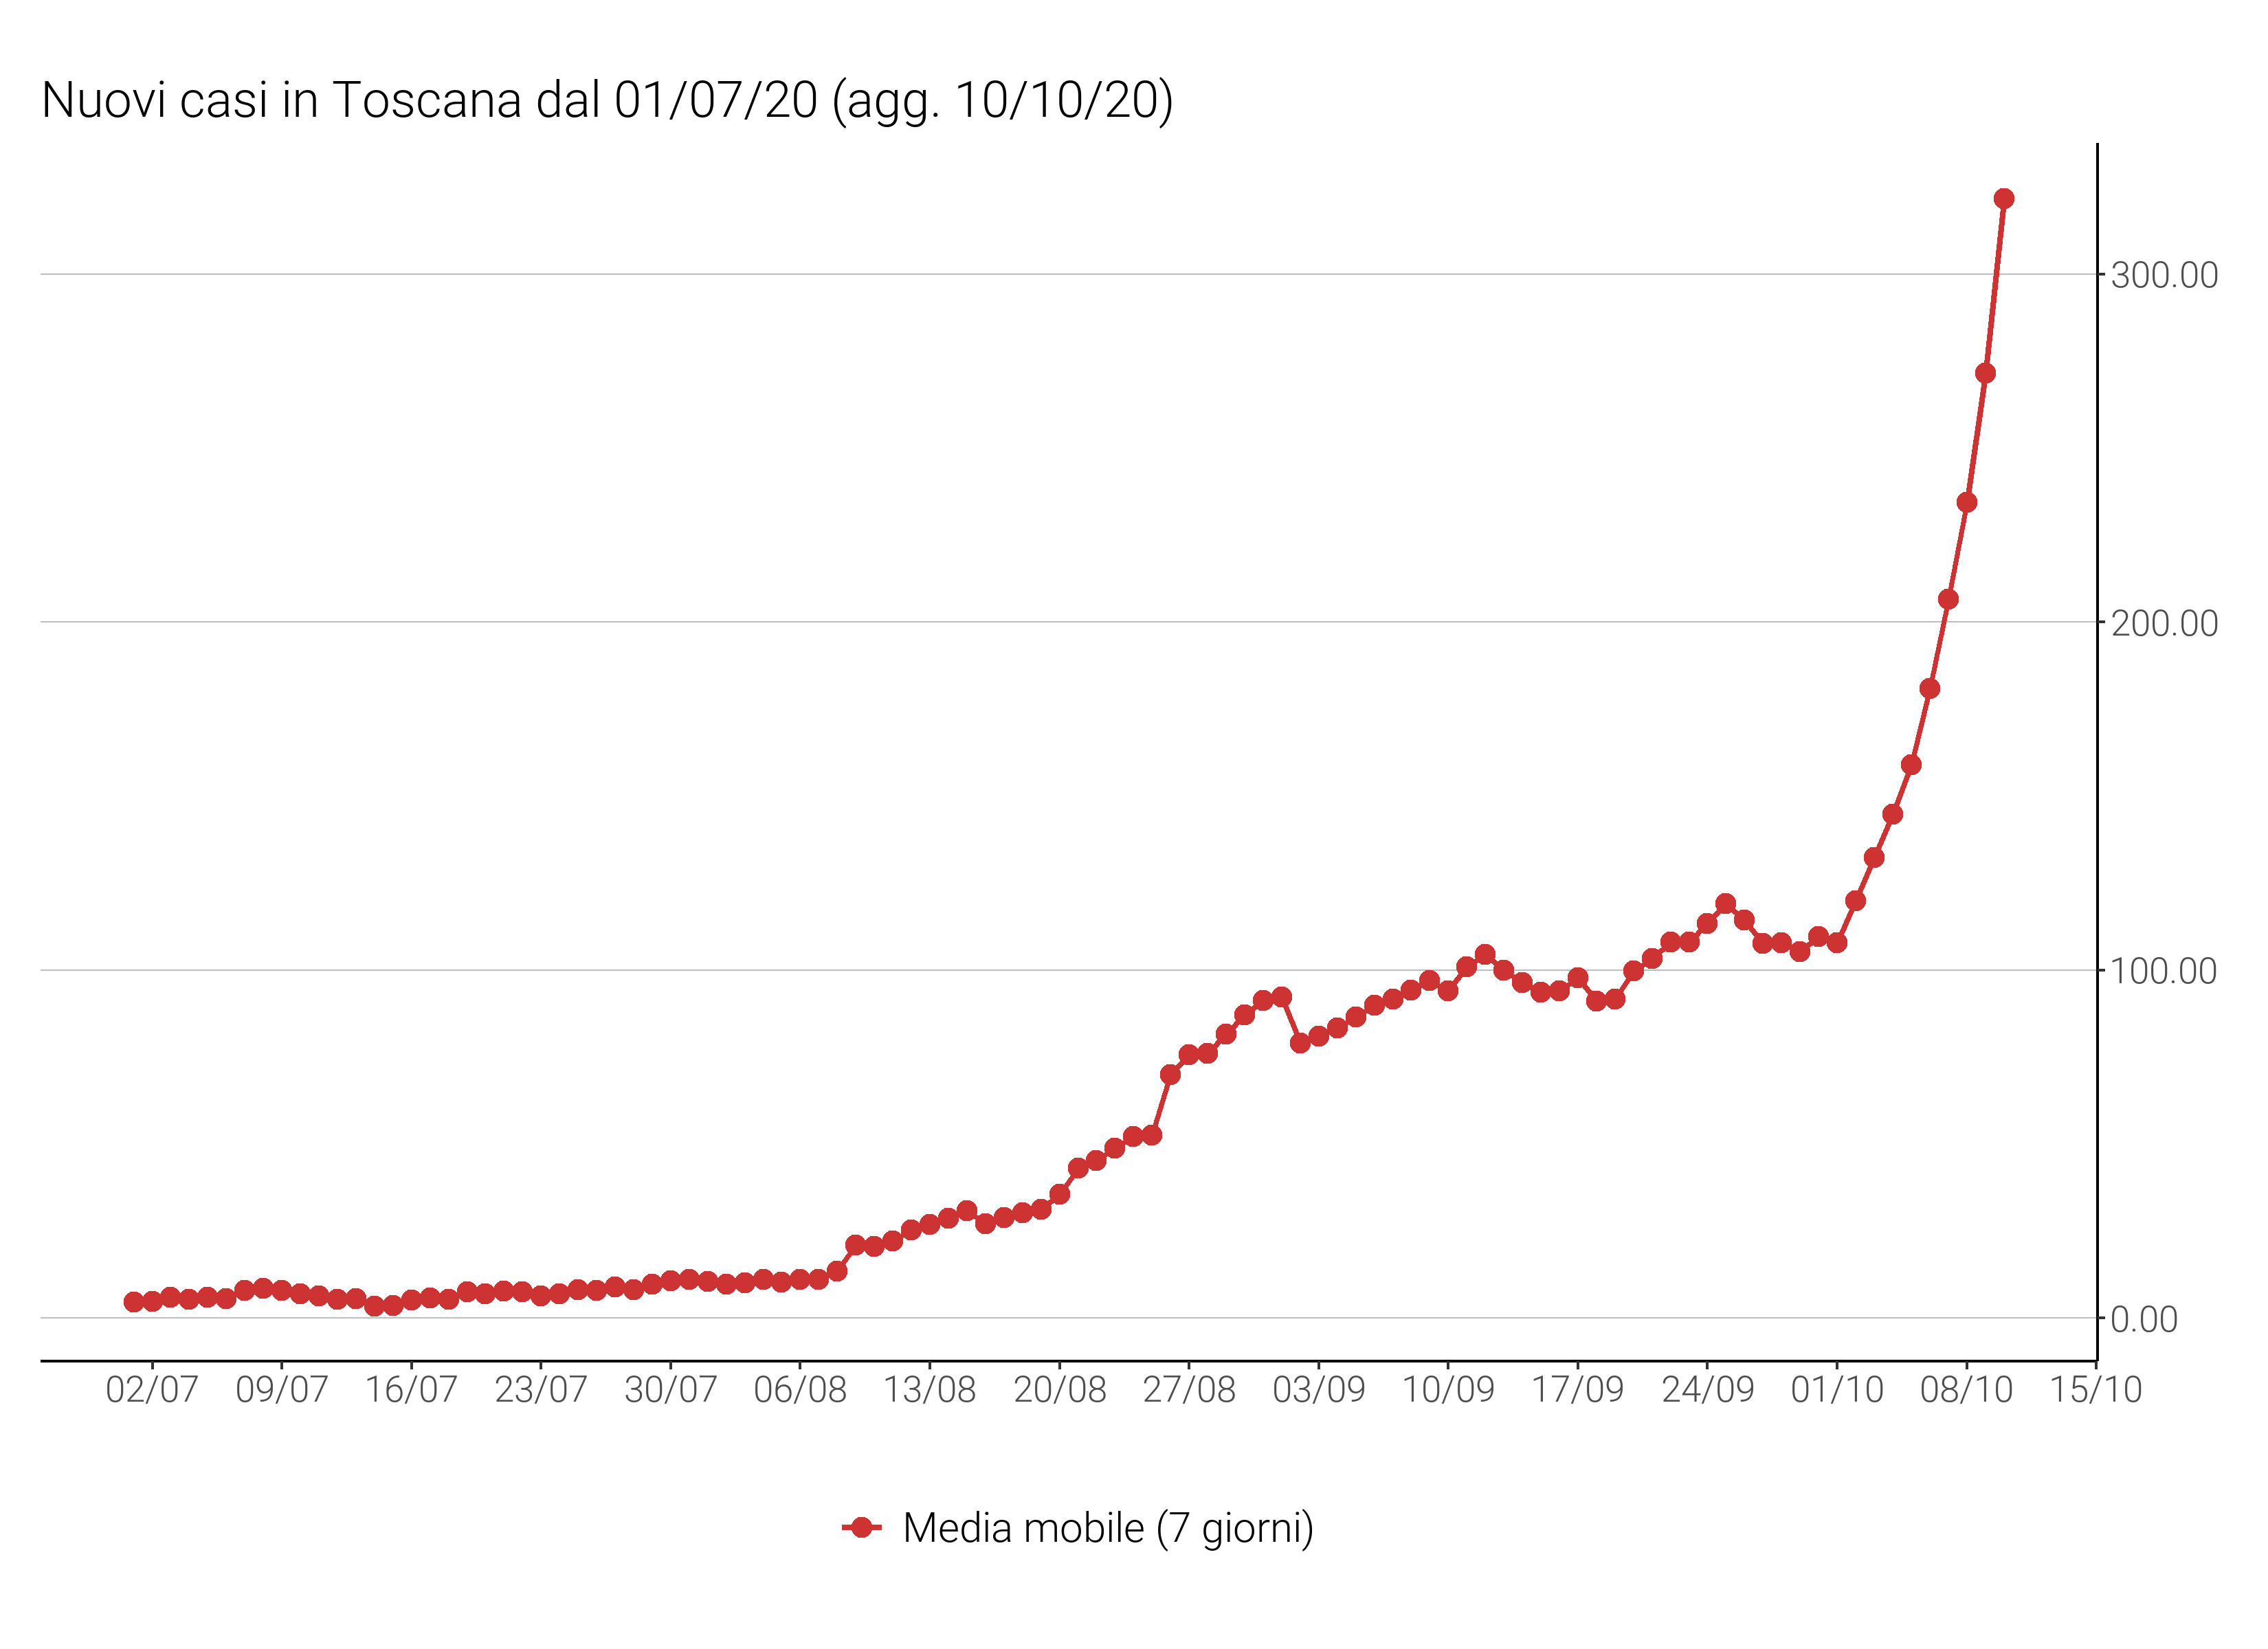 Nuovi casi in Toscana dal 01/07/20 (agg. 10/10/20)
300.00
200.00
100.00
0.00
02/07 09/07 16/07 23/07 30/07 06/08 13/08 20/08 27/08 03/09 10/09 17/09 24/09 01/10 08/10 15/10
Media mobile (7 giorni)